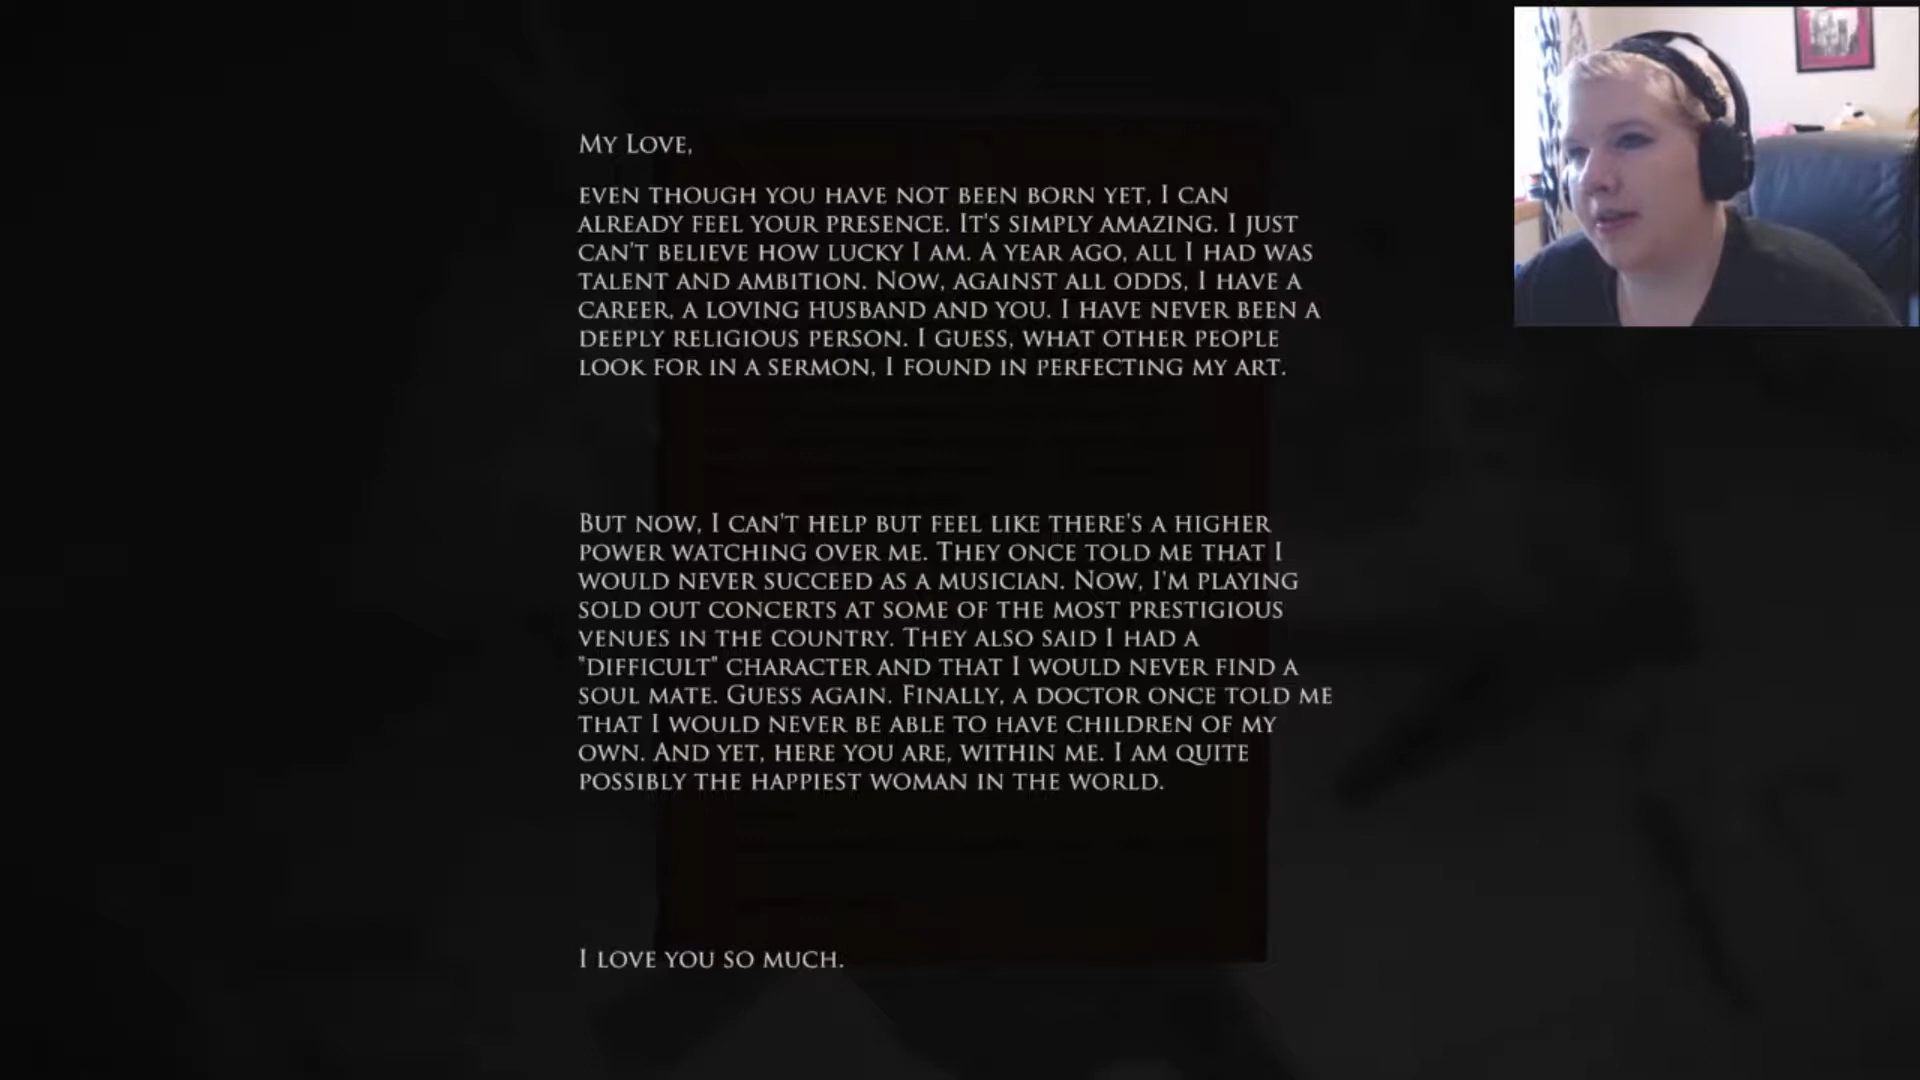 My Love,
even though you have not been born yet, I can
already feel your presence. It's simply amazing. I just
can't believe how lucky I am. A year ago, all I had was
talent and ambition. Now, against all odds, I have a
career, a loving husband and you. I have never been a
deeply religious person. I guess, what other people
look for in a sermon, I found in perfecting my art.
But now, I can't help but feel like there's a higher
power watching over me. They once told me that I
would never succeed as a musician. Now, I'm playing
sold out concerts at some of the most prestigious
venues in the country. They also said I had a
"difficult" character and that I would never find a
soul mate. Guess again. Finally, a doctor once told me
that I would never be able to have children of my
own. And yet, here you are, within me. I am quite
possibly the happiest woman in the world.
I love you so much.